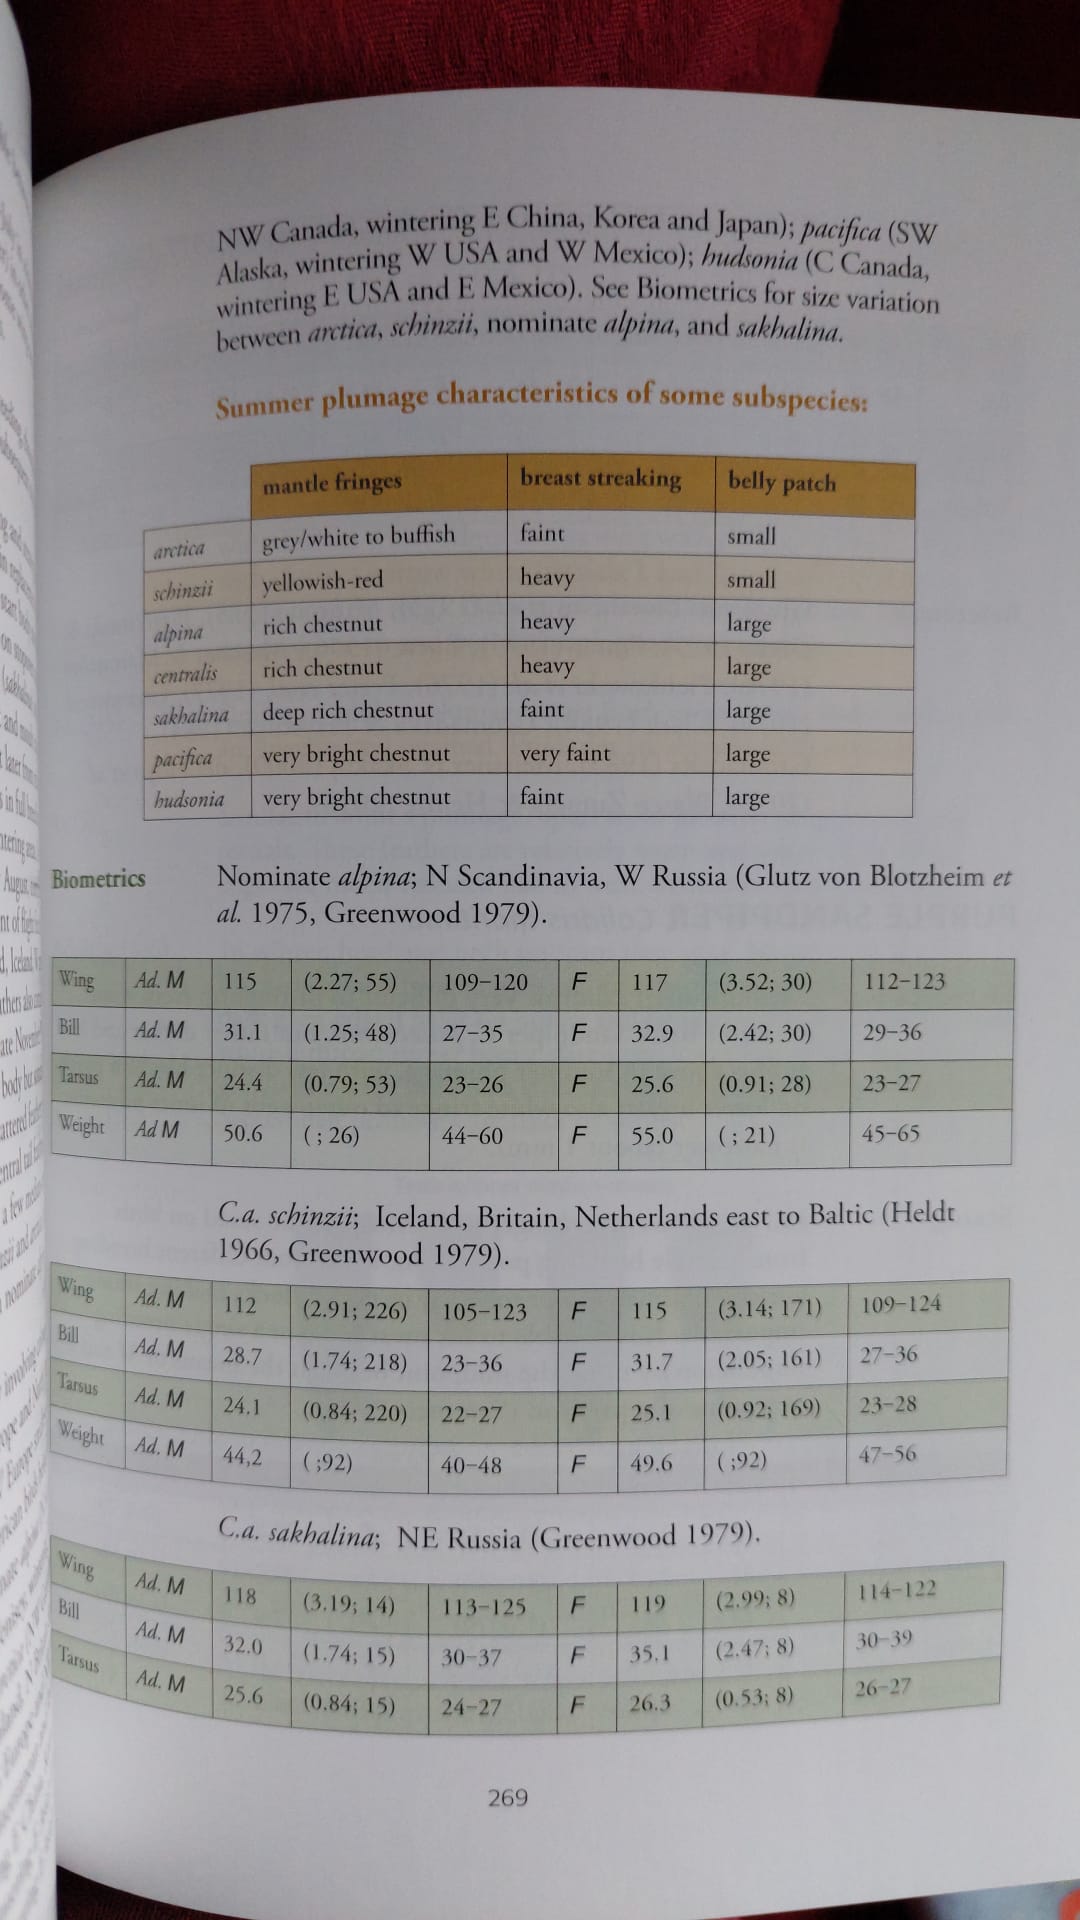 NW Canada, wintering E China, Korea and Japan); pacifica (SW
Alaska, wintering W USA and W Mexico); hudsonia (C Canada,
wintering E USA and E Mexico). See Biometrics for size variation
between arctica, schinzii, nominate alpina, and sakhalina.
Summer plumage characteristics of some subspecies:
mantle fringes breast streaking belly patch
arctica grey/white to buffish faint small
schinzii yellowish-red heavy small
alpina rich chestnut heavy large
centralis rich chestnut heavy large
sakhalina deep rich chestnut faint large
pacifica very bright chestnut very faint large
hudsonia very bright chestnut faint large
Biometrics Nominate alpina; N Scandinavia, W Russia (Glutz von Blotzheim et
al. 1975, Greenwood 1979).
Wing Ad. M 115 (2.27; 55) 109–120 F 117 (3.52; 30) 112–123
Bill Ad. M 31.1 (1.25; 48) 27–35 F 32.9 (2.42; 30) 29–36
Tarsus Ad. M 24.4 (0.79; 53) 23–26 F 25.6 (0.91; 28) 23–27
Weight Ad M 50.6 ( ; 26) 44–60 F 55.0 ( ; 21) 45–65
C.a. schinzii; Iceland, Britain, Netherlands east to Baltic (Heldt
1966, Greenwood 1979).
Wing Ad. M 112 (2.91; 226) 105–123 F 115 (3.14; 171) 109–124
Bill Ad. M 28.7 (1.74; 218) 23–36 F 31.7 (2.05; 161) 27–36
Tarsus Ad. M 24.1 (0.84; 220) 22–27 F 25.1 (0.92; 169) 23–28
Weight Ad. M 44,2 ( ;92) 40–48 F 49.6 ( ;92) 47–56
C.a. sakhalina; NE Russia (Greenwood 1979).
Wing Ad. M 118 (3.19; 14) 113–125 F 119 (2.99; 8) 114–122
Bill Ad. M 32.0 (1.74; 15) 30–37 F 35.1 (2.47; 8) 30–39
Tarsus Ad. M 25.6 (0.84; 15) 24–27 F 26.3 (0.53; 8) 26–27
269